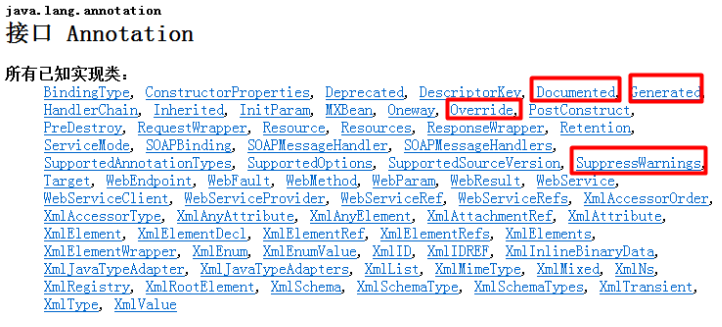 java.lang.annotation
接口 Annotation
所有已知实现类：
BindingType, ConstructorProperties, Deprecated, DescriptorKey, Documented, Generated,
HandlerChain, Inherited, InitParam, MXBean, Oneway, Override, PostConstruct,
PreDestroy, RequestWrapper, Resource, Resources, ResponseWrapper, Retention,
ServiceMode, SOAPBinding, SOAPMessageHandler, SOAPMessageHandlers,
SupportedAnnotationTypes, SupportedOptions, SupportedSourceVersion, SuppressWarnings,
Target, WebEndpoint, WebFault, WebMethod, WebParam, WebResult, WebService,
WebServiceClient, WebServiceProvider, WebServiceRef, WebServiceRefs, XmlAccessorOrder,
XmlAccessorType, XmlAnyAttribute, XmlAnyElement, XmlAttachmentRef, XmlAttribute,
XmlElement, XmlElementDecl, XmlElementRef, XmlElementRefs, XmlElements,
XmlElementWrapper, XmlEnum, XmlEnumValue, XmlID, XmlIDREF, XmlInlineBinaryData,
XmlJavaTypeAdapter, XmlJavaTypeAdapters, XmlList, XmlMimeType, XmlMixed, XmlNs,
XmlRegistry, XmlRootElement, XmlSchema, XmlSchemaType, XmlSchemaTypes, XmlTransient,
XmlType, XmlValue